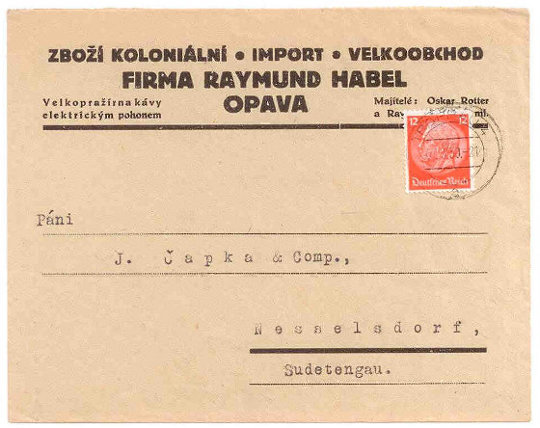 ZBOŽÍ KOLONIÁLNÍ • IMPORT • VELKOOBCHOD
FIRMA RAYMUND HABEL
OPAVA
Velkopražírna kávy
elektrickým pohonem
Majitelé: Oskar Rotter
a ml.
12 12
Deutsches Reich
Páni
J. Čapka & Comp.,
Nesselsdorf,
Sudetengau.